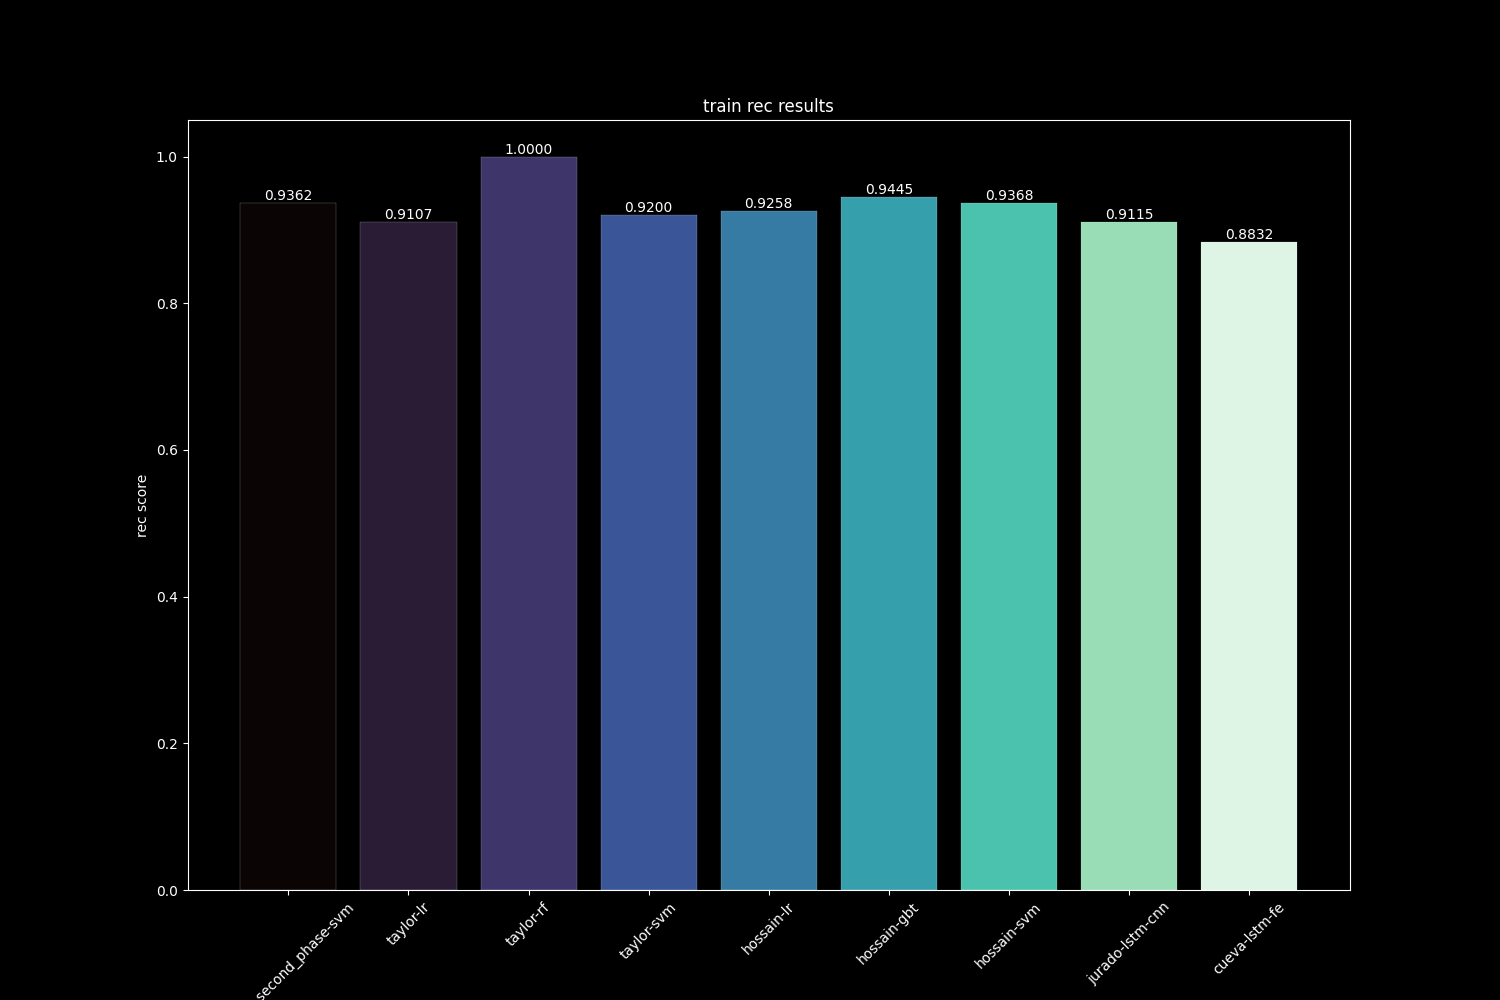 train rec results
1.0000
0.9362
0.9107
0.9200
0.9258
0.9445
0.9368
0.9115
0.8832
1.0
0.8
0.6
0.4
0.2
0.0
rec score
second_phase-svm
taylor-lr
taylor-rf
taylor-svm
hossain-lr
hossain-gbt
hossain-svm
jurado-lstm-cnn
cueva-lstm-fe